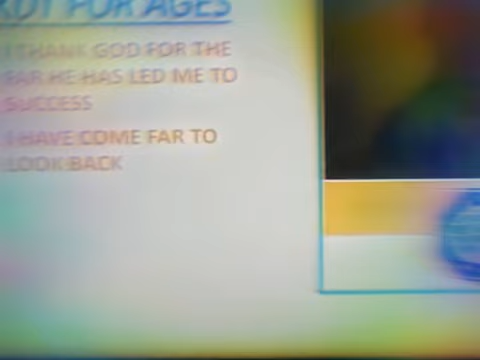 FOR AGES
I THANK GOD FOR THE
FAR HE HAS LED ME TO
SUCCESS
I HAVE COME FAR TO
LOOK BACK